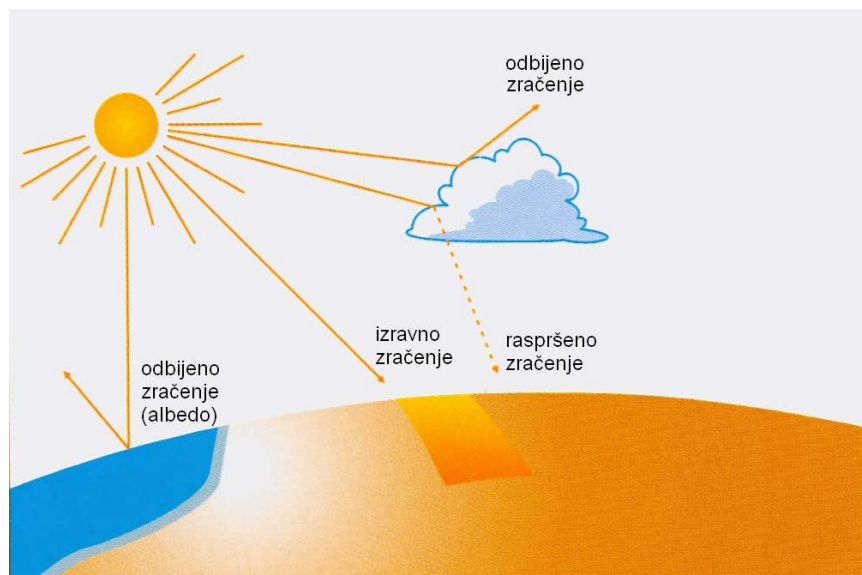 odbijeno
zračenje
izravno
zračenje
raspršeno
zračenje
odbijeno
zračenje
(albedo)